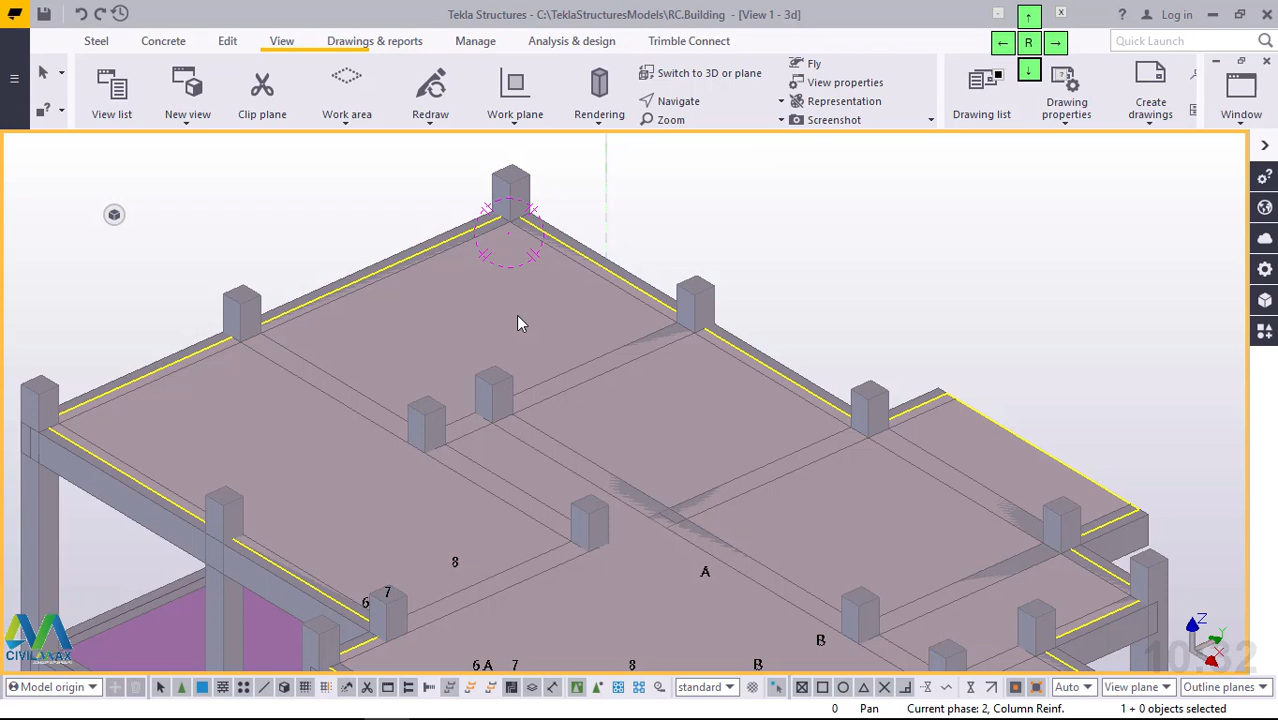 Tekla Structures - C:\TeklaStructuresModels\RC.Building - [View 1 - 3d]
Log in
Steel
Concrete
Edit
View
Drawings & reports
Manage
Analysis & design
Trimble Connect
R
Quick Launch
View list
New view
Clip plane
Work area
Redraw
Work plane
Rendering
Switch to 3D or plane
Navigate
Zoom
Fly
View properties
Representation
Screenshot
Drawing list
Drawing properties
Create drawings
Window
8
7
6
A
B
6 A 7 8 B
CIVILMAX
Z
Y
X
10:32
Model origin
standard
Auto
View plane
Outline planes
0
Pan
Current phase: 2, Column Reinf.
1 + 0 objects selected